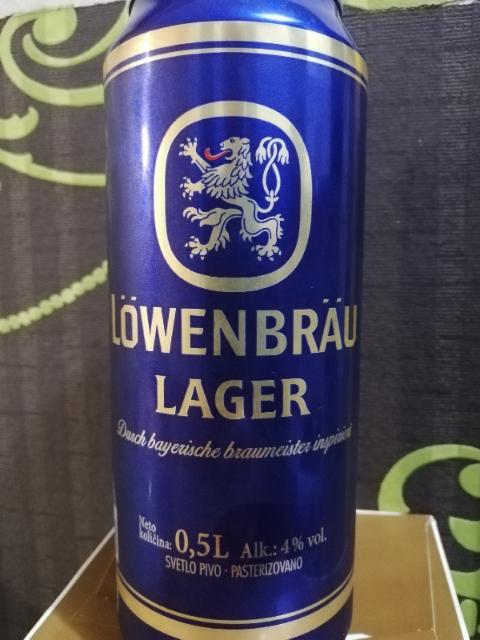 LÖWENBRÄU
LAGER
Durch bayerische braumeister inspiriert
Neto
količina: 0,5L Alk.: 4% vol.
SVETLO PIVO · PASTERIZOVANO